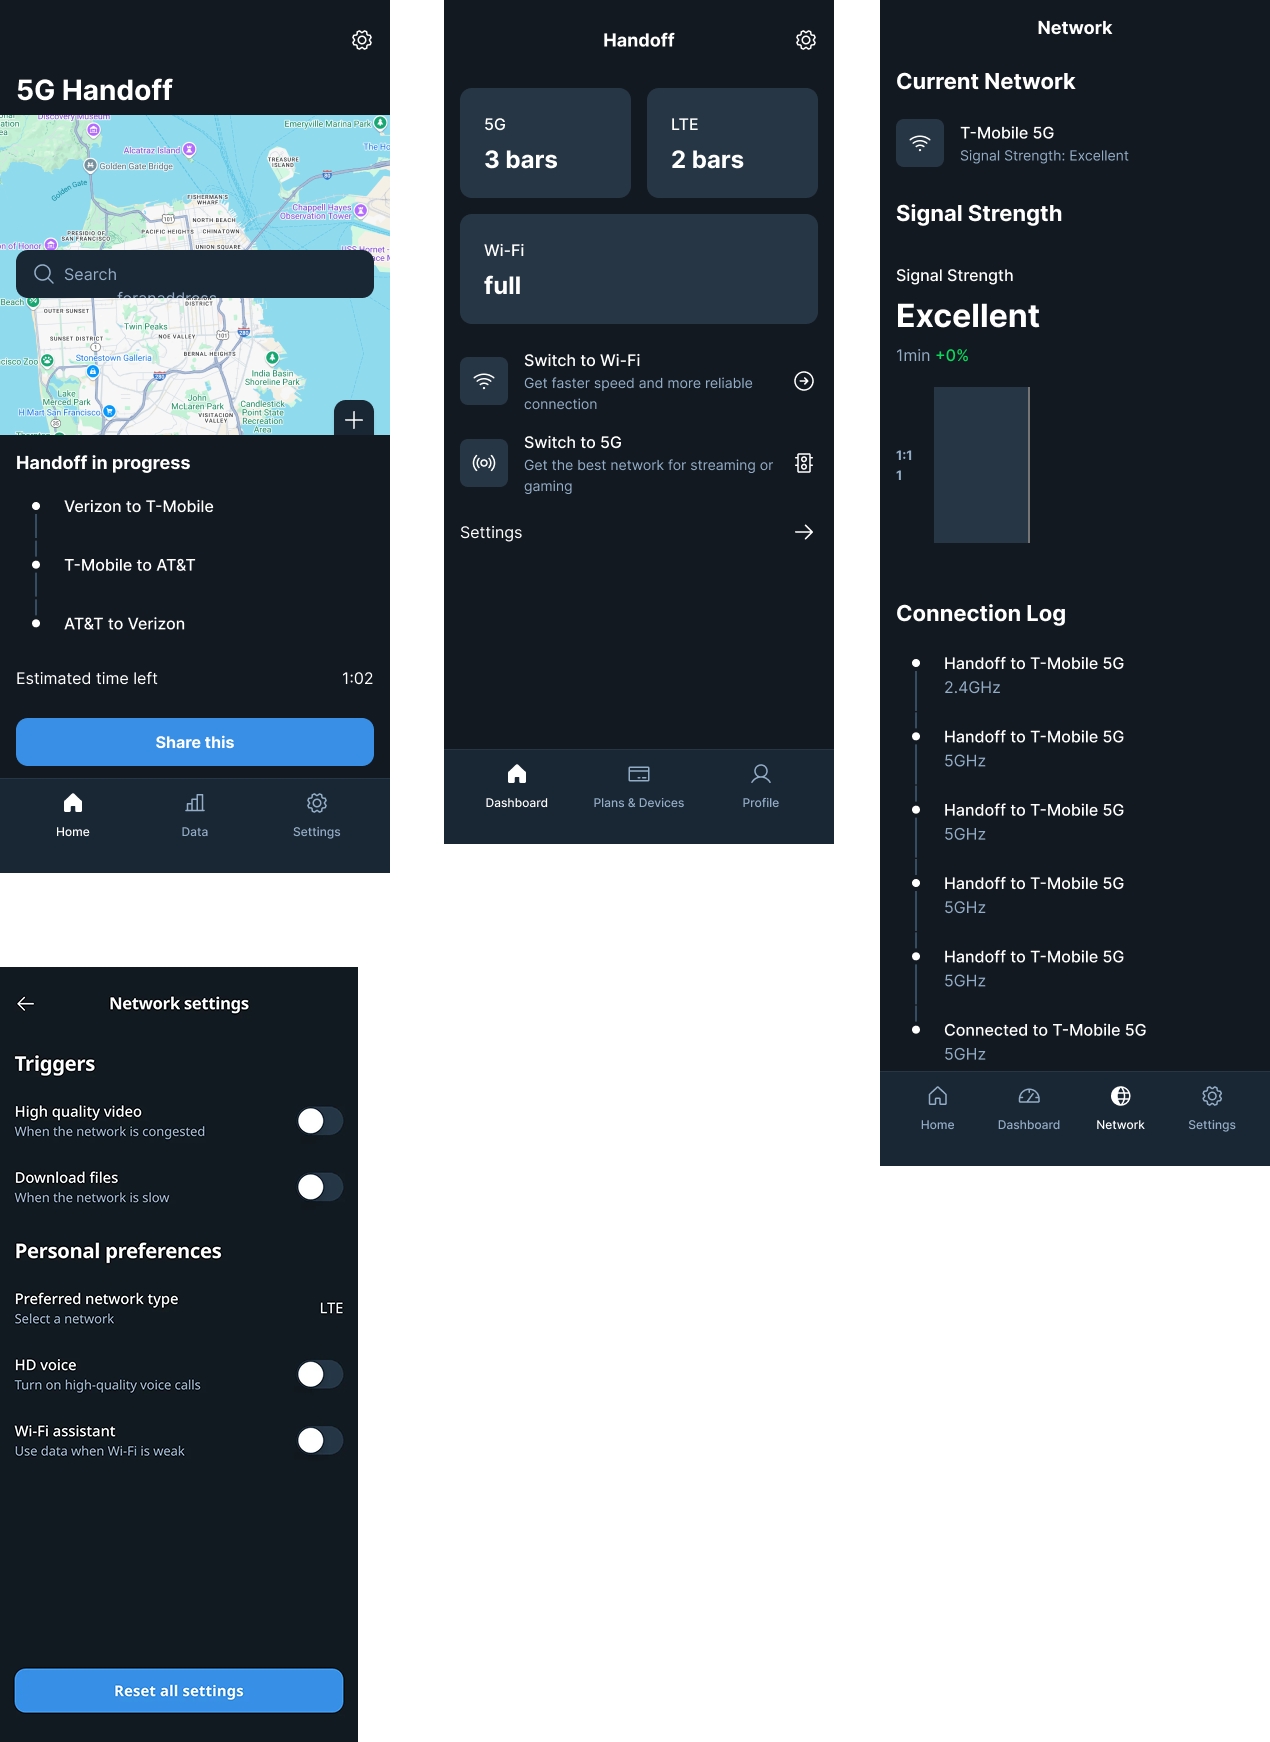 5G Handoff
Discovery Museum
Emeryville Marina Park
Alcatraz Island
Golden Gate Bridge
TREASURE
ISLAND
Golden Gate
FISHERMAN'S
WHARF
Chappell Hayes
Observation Tower
NORTH BEACH
PRESIDIO OF
SAN FRANCISCO
PACIFIC HEIGHTS
CHINATOWN
UNION SQUARE
Search
Beach
DISTRICT
OUTER SUNSET
Twin Peaks
SUNSET DISTRICT
NOE VALLEY
BERNAL HEIGHTS
Stonestown Galleria
India Basin
Shoreline Park
Lake
Merced Park
John
McLaren Park
Candlestick
Point State
Recreation
Area
H Mart San Francisco
VISITACION
VALLEY
Handoff in progress
Verizon to T-Mobile
T-Mobile to AT&T
AT&T to Verizon
Estimated time left 1:02
Share this
Home Data Settings
Handoff
5G
3 bars
LTE
2 bars
Wi-Fi
full
Switch to Wi-Fi
Get faster speed and more reliable
connection
Switch to 5G
Get the best network for streaming or
gaming
Settings
Dashboard Plans & Devices Profile
Network
Current Network
T-Mobile 5G
Signal Strength: Excellent
Signal Strength
Signal Strength
Excellent
1min +0%
1:1
1
Connection Log
Handoff to T-Mobile 5G
2.4GHz
Handoff to T-Mobile 5G
5GHz
Handoff to T-Mobile 5G
5GHz
Handoff to T-Mobile 5G
5GHz
Handoff to T-Mobile 5G
5GHz
Connected to T-Mobile 5G
5GHz
Home Dashboard Network Settings
Network settings
Triggers
High quality video
When the network is congested
Download files
When the network is slow
Personal preferences
Preferred network type
Select a network
LTE
HD voice
Turn on high-quality voice calls
Wi-Fi assistant
Use data when Wi-Fi is weak
Reset all settings